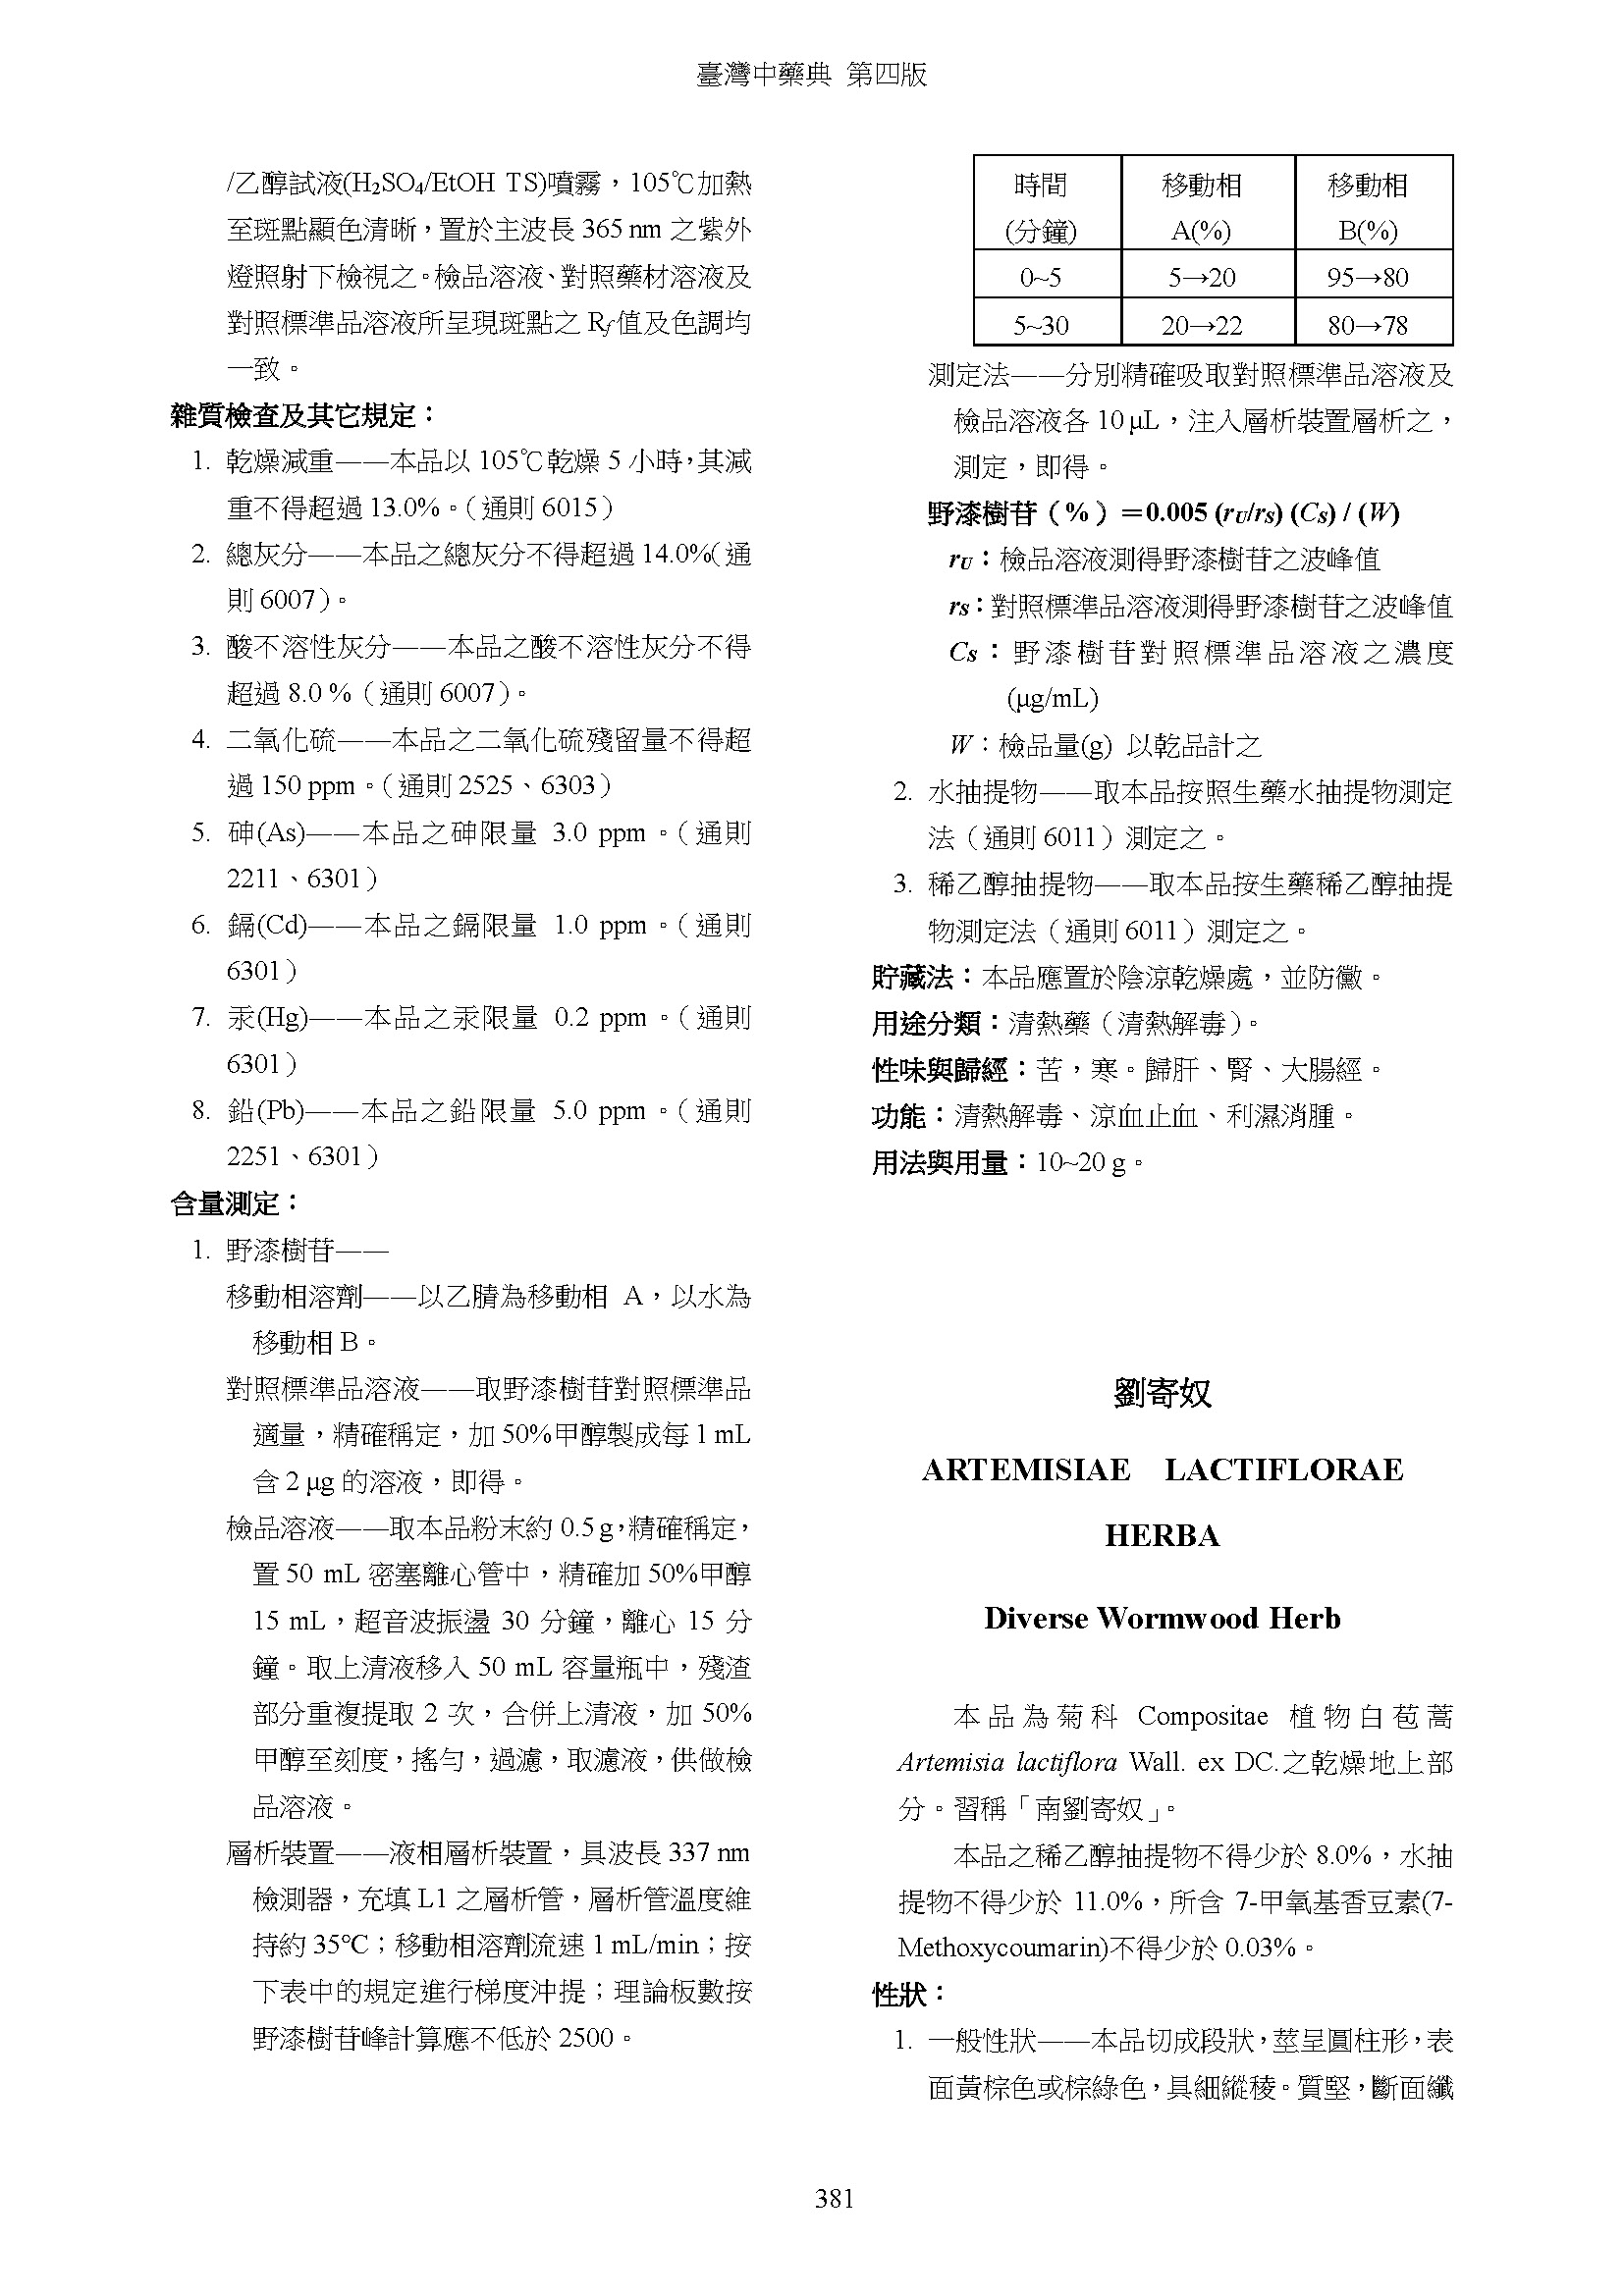 臺灣中藥典 第四版
/乙醇試液(H₂SO₄/EtOH TS)噴霧，105℃加熱
至斑點顯色清晰，置於主波長 365 nm 之紫外
燈照射下檢視之。檢品溶液、對照藥材溶液及
對照標準品溶液所呈現斑點之 Rf 值及色調均
一致。
雜質檢查及其它規定：
1. 乾燥減重——本品以 105℃乾燥 5 小時，其減
重不得超過 13.0%。（通則 6015）
2. 總灰分——本品之總灰分不得超過 14.0%（通
則 6007）。
3. 酸不溶性灰分——本品之酸不溶性灰分不得
超過 8.0 %（通則 6007）。
4. 二氧化硫——本品之二氧化硫殘留量不得超
過 150 ppm。（通則 2525、6303）
5. 砷(As)——本品之砷限量 3.0 ppm。（通則
2211、6301）
6. 鎘(Cd)——本品之鎘限量 1.0 ppm。（通則
6301）
7. 汞(Hg)——本品之汞限量 0.2 ppm。（通則
6301）
8. 鉛(Pb)——本品之鉛限量 5.0 ppm。（通則
2251、6301）
含量測定：
1. 野漆樹苷——
移動相溶劑——以乙腈為移動相 A，以水為
移動相 B。
對照標準品溶液——取野漆樹苷對照標準品
適量，精確稱定，加 50%甲醇製成每 1 mL
含 2 μg 的溶液，即得。
檢品溶液——取本品粉末約 0.5 g，精確稱定，
置 50 mL 密塞離心管中，精確加 50%甲醇
15 mL，超音波振盪 30 分鐘，離心 15 分
鐘。取上清液移入 50 mL 容量瓶中，殘渣
部分重複提取 2 次，合併上清液，加 50%
甲醇至刻度，搖勻，過濾，取濾液，供做檢
品溶液。
層析裝置——液相層析裝置，具波長 337 nm
檢測器，充填 L1 之層析管，層析管溫度維
持約 35°C；移動相溶劑流速 1 mL/min；按
下表中的規定進行梯度沖提；理論板數按
野漆樹苷峰計算應不低於 2500。
時間 移動相 移動相
(分鐘) A(%) B(%)
0~5 5→20 95→80
5~30 20→22 80→78
測定法——分別精確吸取對照標準品溶液及
檢品溶液各 10 μL，注入層析裝置層析之，
測定，即得。
野漆樹苷（%）＝0.005 (rU/rS) (CS) / (W)
rU：檢品溶液測得野漆樹苷之波峰值
rS：對照標準品溶液測得野漆樹苷之波峰值
CS：野漆樹苷對照標準品溶液之濃度
(μg/mL)
W：檢品量(g) 以乾品計之
2. 水抽提物——取本品按照生藥水抽提物測定
法（通則 6011）測定之。
3. 稀乙醇抽提物——取本品按生藥稀乙醇抽提
物測定法（通則 6011）測定之。
貯藏法：本品應置於陰涼乾燥處，並防黴。
用途分類：清熱藥（清熱解毒）。
性味與歸經：苦，寒。歸肝、腎、大腸經。
功能：清熱解毒、涼血止血、利濕消腫。
用法與用量：10~20 g。
劉寄奴
ARTEMISIAE LACTIFLORAE
HERBA
Diverse Wormwood Herb
本品為菊科 Compositae 植物白苞蒿
Artemisia lactiflora Wall. ex DC.之乾燥地上部
分。習稱「南劉寄奴」。
本品之稀乙醇抽提物不得少於 8.0%，水抽
提物不得少於 11.0%，所含 7-甲氧基香豆素(7-
Methoxycoumarin)不得少於 0.03%。
性狀：
1. 一般性狀——本品切成段狀，莖呈圓柱形，表
面黃棕色或棕綠色，具細縱稜。質堅，斷面纖
381